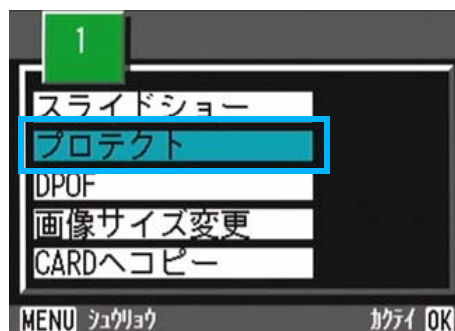 1
スライドショー
プロテクト
DPOF
画像サイズ変更
CARDへコピー
MENU ｼｭｳﾘｮｳ ｶｸﾃｲ OK